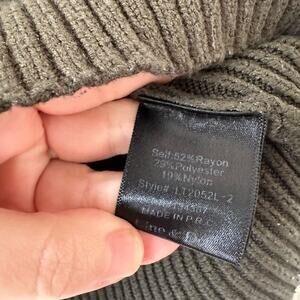 Self:52%Rayon
29%Polyester
19%Nylon
Style# LT2052L-2
MADE IN P.R.C
Line &